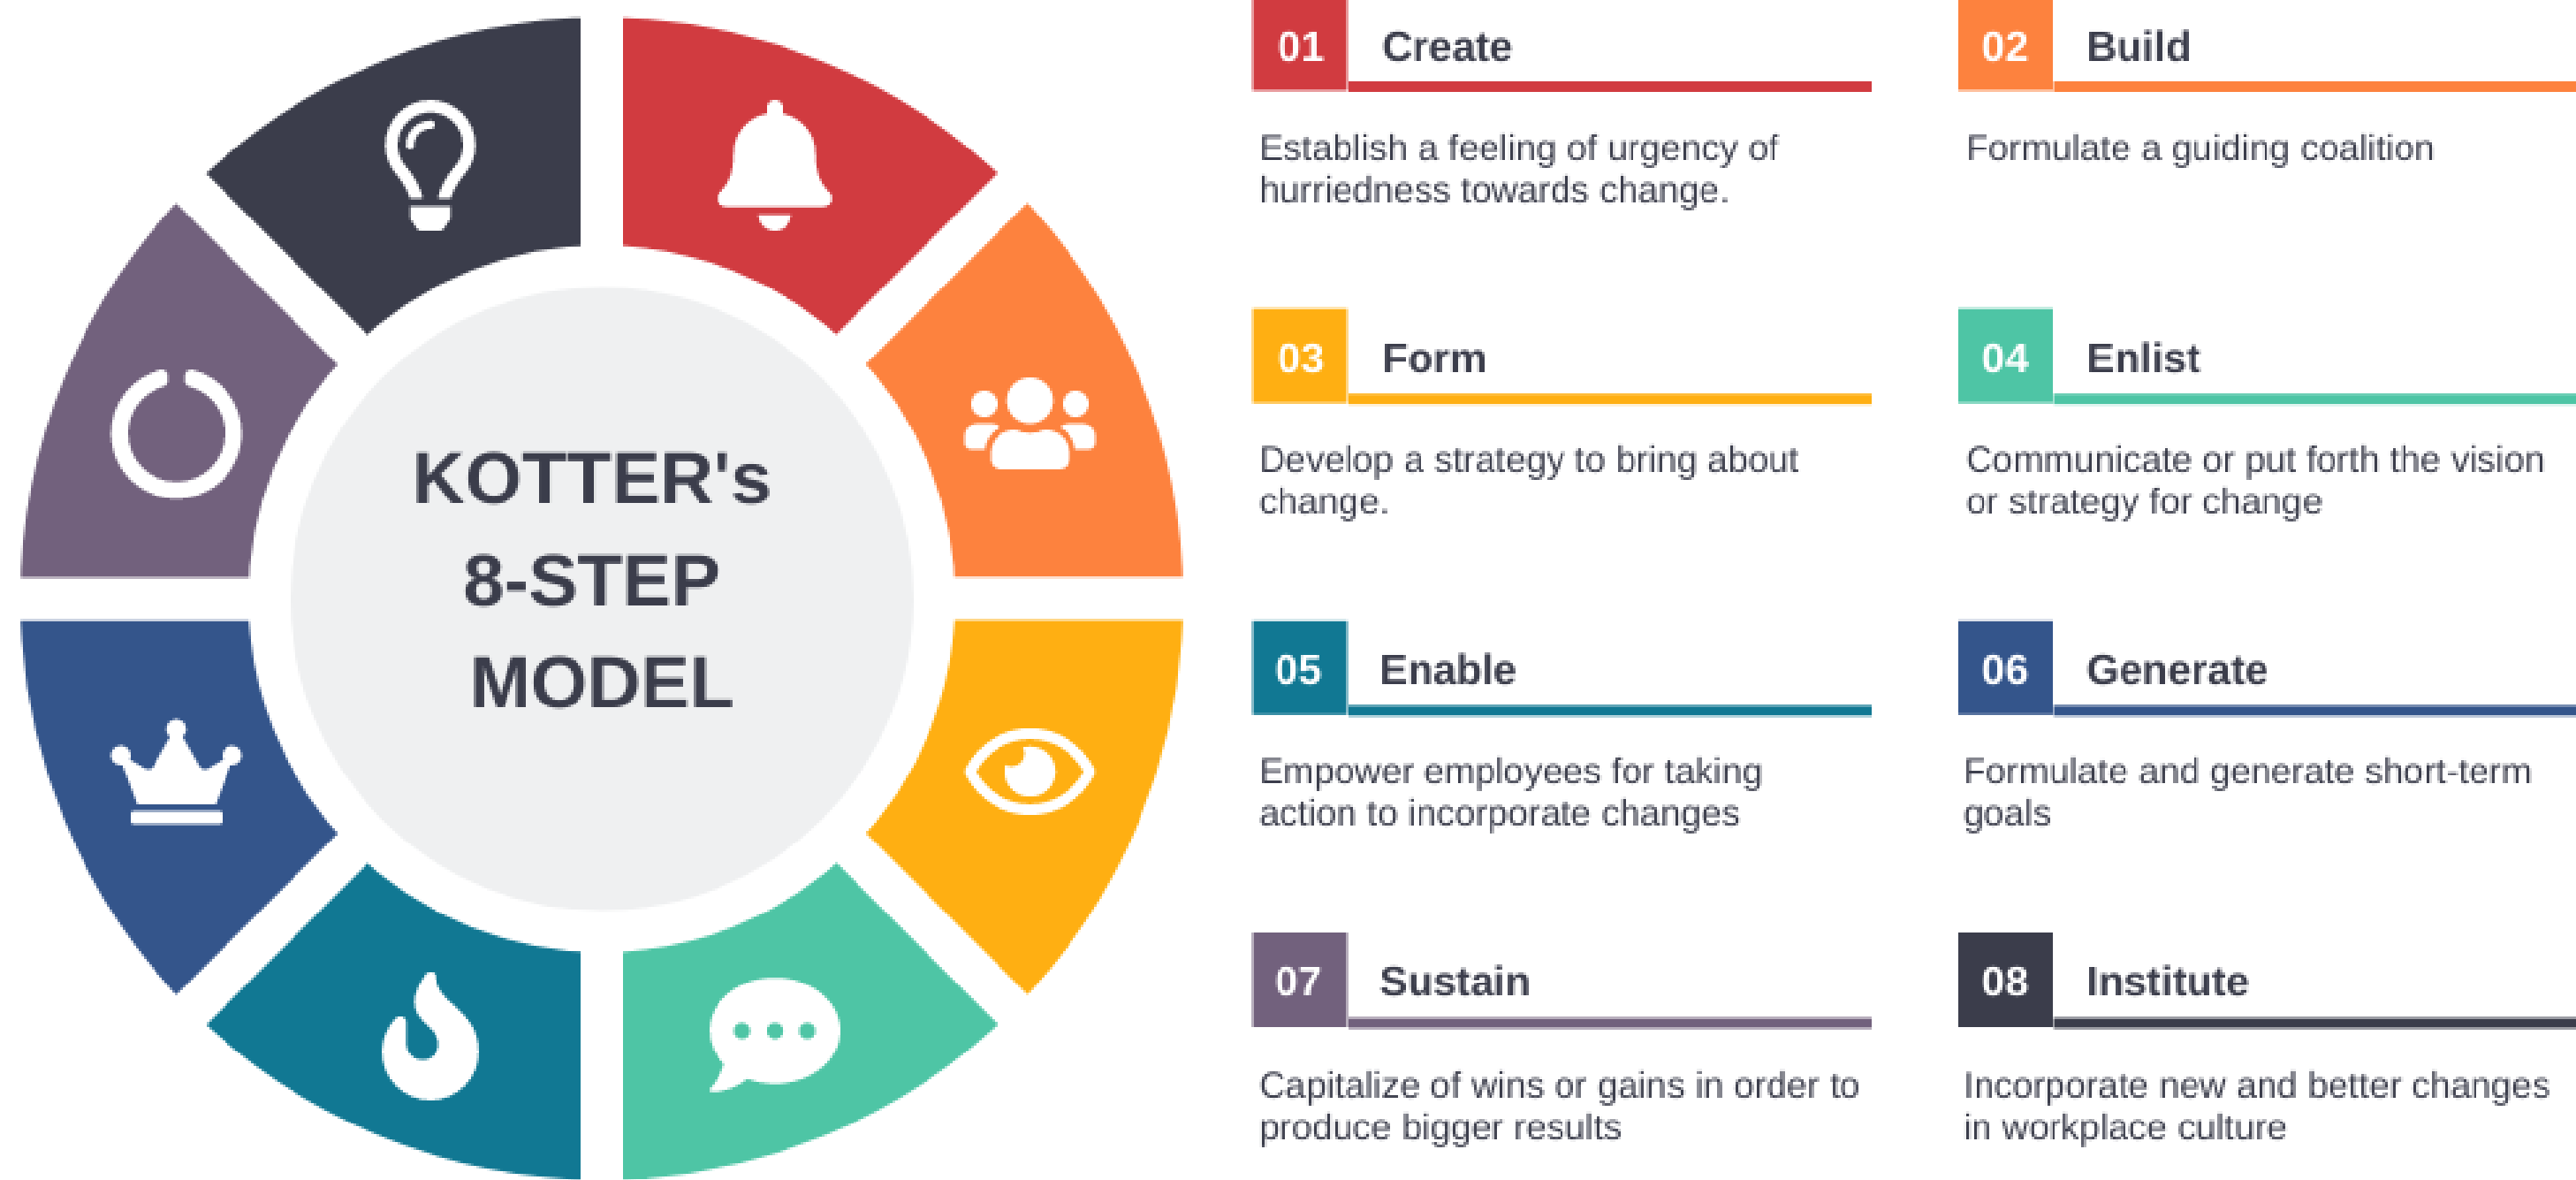 KOTTER's
8-STEP
MODEL
01 Create
Establish a feeling of urgency of
hurriedness towards change.
02 Build
Formulate a guiding coalition
03 Form
Develop a strategy to bring about
change.
04 Enlist
Communicate or put forth the vision
or strategy for change
05 Enable
Empower employees for taking
action to incorporate changes
06 Generate
Formulate and generate short-term
goals
07 Sustain
Capitalize of wins or gains in order to
produce bigger results
08 Institute
Incorporate new and better changes
in workplace culture